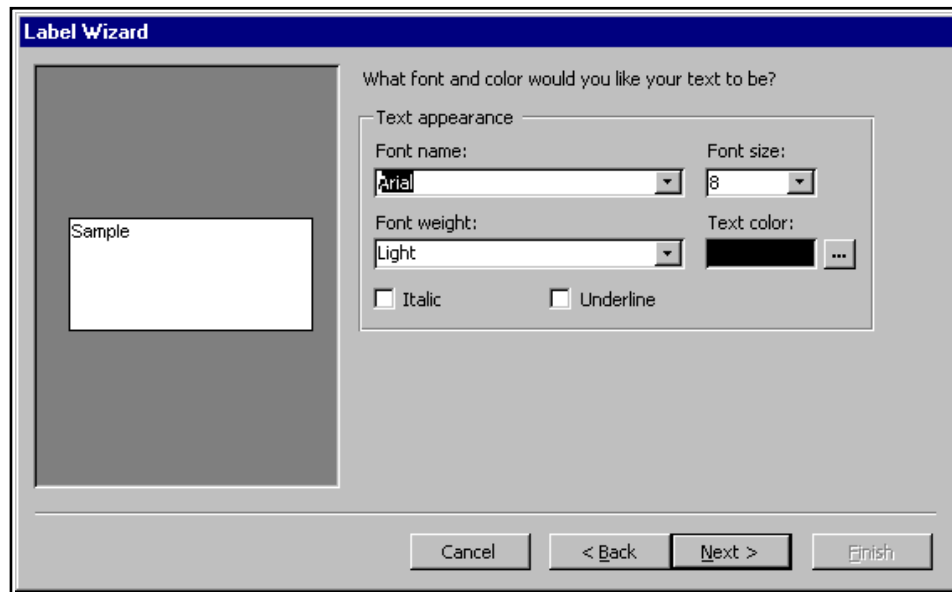 Label Wizard
What font and color would you like your text to be?
Text appearance
Font name:
Font size:
Arial
8
Sample
Font weight:
Text color:
Light
...
Italic
Underline
Cancel
< Back
Next >
Finish